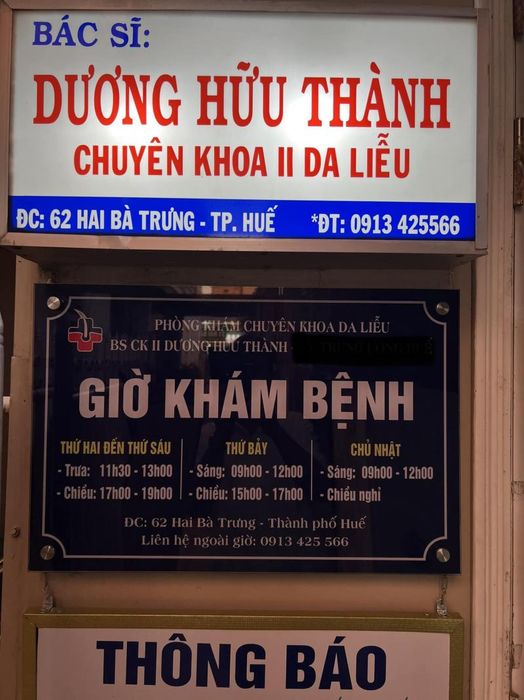 BÁC SĨ:
DƯƠNG HỮU THÀNH
CHUYÊN KHOA II DA LIỄU
ĐC: 62 HAI BÀ TRƯNG - TP. HUẾ *ĐT: 0913 425566
PHÒNG KHÁM CHUYÊN KHOA DA LIỄU
BS CK II DƯƠNG HỮU THÀNH -
GIỜ KHÁM BỆNH
THỨ HAI ĐẾN THỨ SÁU
- Trưa: 11h30 - 13h00
- Chiều: 17h00 - 19h00
THỨ BẢY
- Sáng: 09h00 - 12h00
- Chiều: 15h00 - 17h00
CHỦ NHẬT
- Sáng: 09h00 - 12h00
- Chiều nghỉ
ĐC: 62 Hai Bà Trưng - Thành phố Huế
Liên hệ ngoài giờ: 0913 425 566
THÔNG BÁO